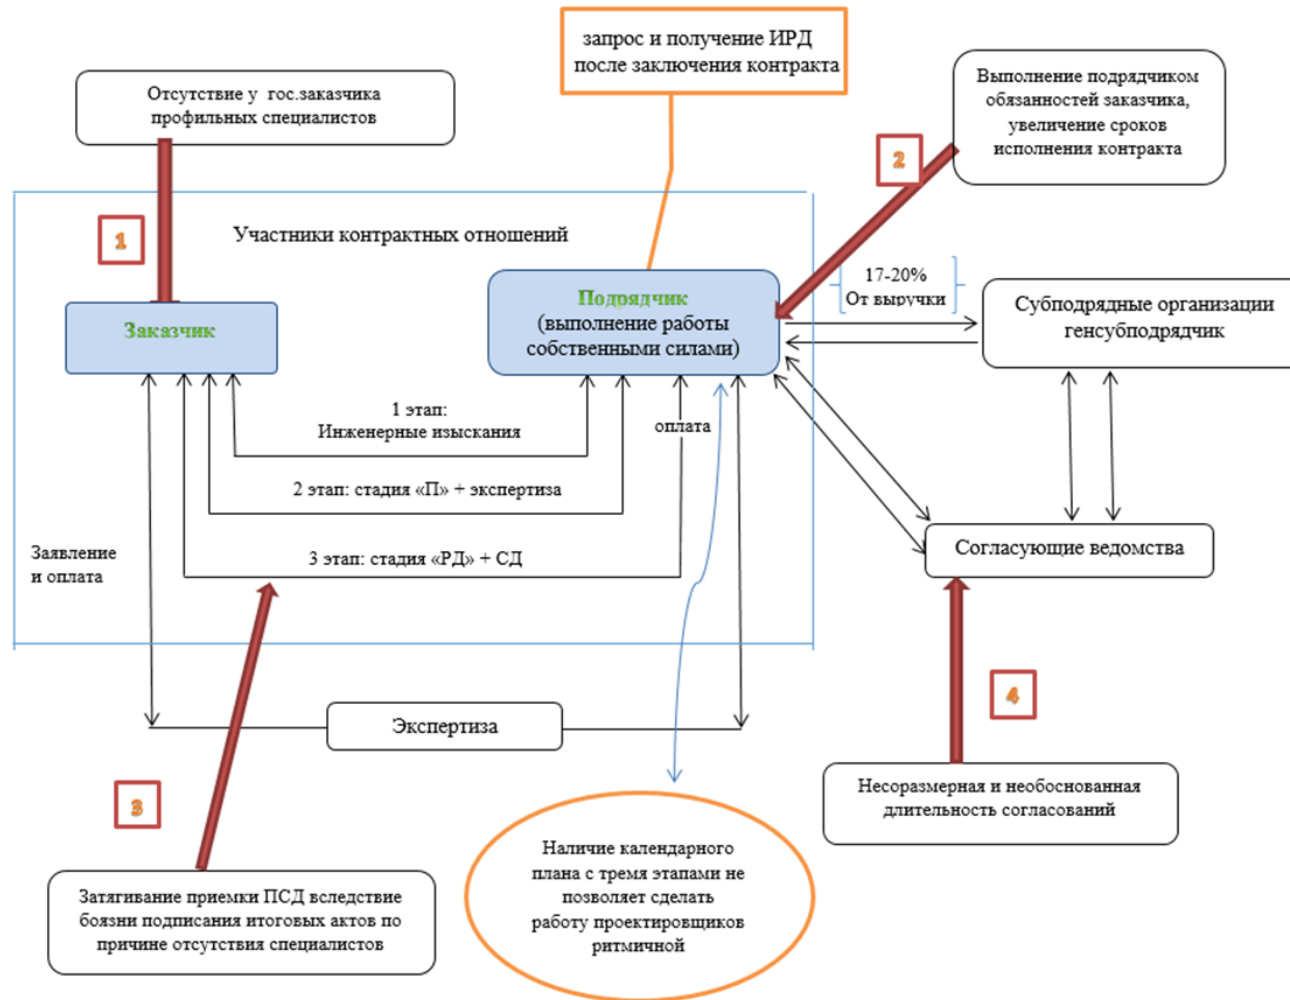 запрос и получение ИРД
после заключения контракта
Отсутствие у гос.заказчика
профильных специалистов
Выполнение подрядчиком
обязанностей заказчика,
увеличение сроков
исполнения контракта
2
1
Участники контрактных отношений
17-20%
От выручки
Подрядчик
(выполнение работы
собственными силами)
Заказчик
Субподрядные организации
генсубподрядчик
1 этап:
Инженерные изыскания
оплата
2 этап: стадия «П» + экспертиза
3 этап: стадия «РД» + СД
Заявление
и оплата
Согласующие ведомства
4
Экспертиза
3
Несоразмерная и необоснованная
длительность согласований
Наличие календарного
плана с тремя этапами не
позволяет сделать
работу проектировщиков
ритмичной
Затягивание приемки ПСД вследствие
боязни подписания итоговых актов по
причине отсутствия специалистов